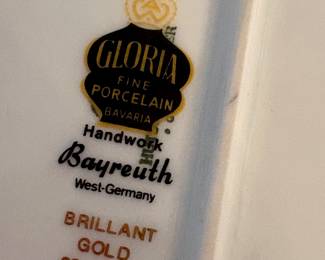 GLORIA
FINE
PORCELAIN
BAVARIA
Handwork
Bayreuth
West-Germany
BRILLANT
GOLD